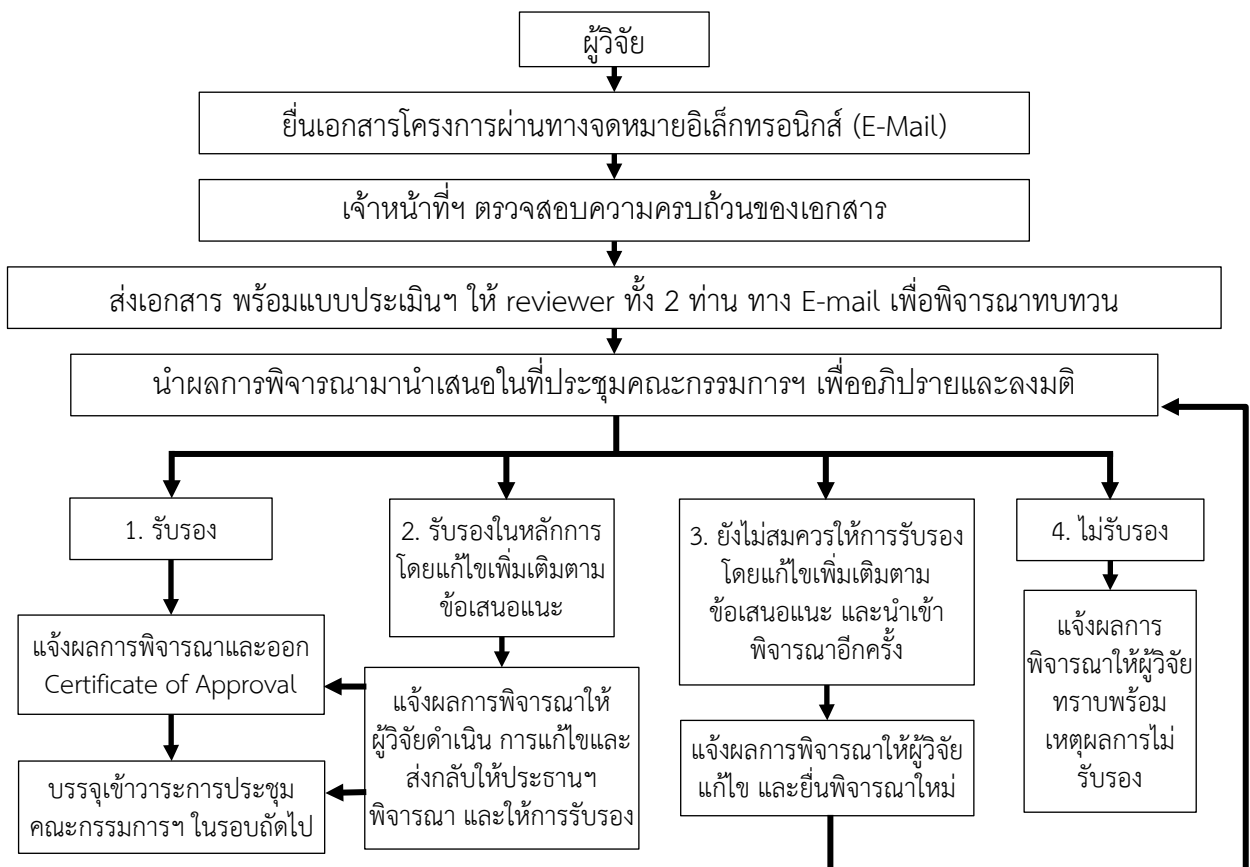 ผู้วิจัย
ยื่นเอกสารโครงการผ่านทางจดหมายอิเล็กทรอนิกส์ (E-Mail)
เจ้าหน้าที่ฯ ตรวจสอบความครบถ้วนของเอกสาร
ส่งเอกสาร พร้อมแบบประเมินฯ ให้ reviewer ทั้ง 2 ท่าน ทาง E-mail เพื่อพิจารณาทบทวน
นำผลการพิจารณามานำเสนอในที่ประชุมคณะกรรมการฯ เพื่ออภิปรายและลงมติ
1. รับรอง
แจ้งผลการพิจารณาและออก
Certificate of Approval
บรรจุเข้าวาระการประชุม
คณะกรรมการฯ ในรอบถัดไป
2. รับรองในหลักการ
โดยแก้ไขเพิ่มเติมตาม
ข้อเสนอแนะ
แจ้งผลการพิจารณาให้
ผู้วิจัยดำเนิน การแก้ไขและ
ส่งกลับให้ประธานฯ
พิจารณา และให้การรับรอง
3. ยังไม่สมควรให้การรับรอง
โดยแก้ไขเพิ่มเติมตาม
ข้อเสนอแนะ และนำเข้า
พิจารณาอีกครั้ง
แจ้งผลการพิจารณาให้ผู้วิจัย
แก้ไข และยื่นพิจารณาใหม่
4. ไม่รับรอง
แจ้งผลการ
พิจารณาให้ผู้วิจัย
ทราบพร้อม
เหตุผลการไม่
รับรอง